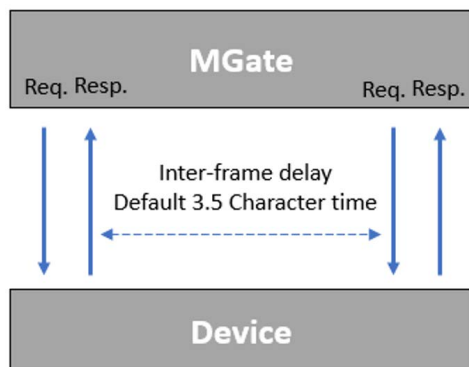 MGate
Req. Resp.
Req. Resp.
Inter-frame delay
Default 3.5 Character time
Device